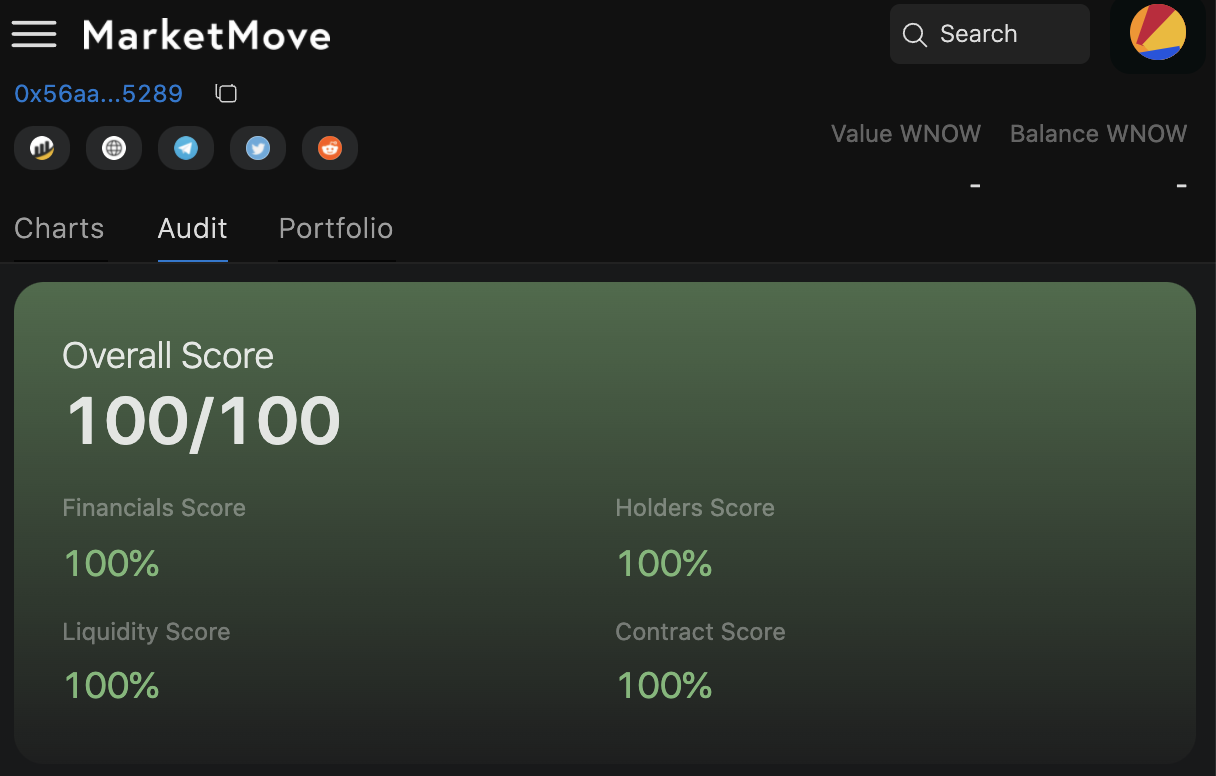 MarketMove
Search
0x56aa...5289
Value WNOW Balance WNOW
- -
Charts Audit Portfolio
Overall Score
100/100
Financials Score Holders Score
100% 100%
Liquidity Score Contract Score
100% 100%